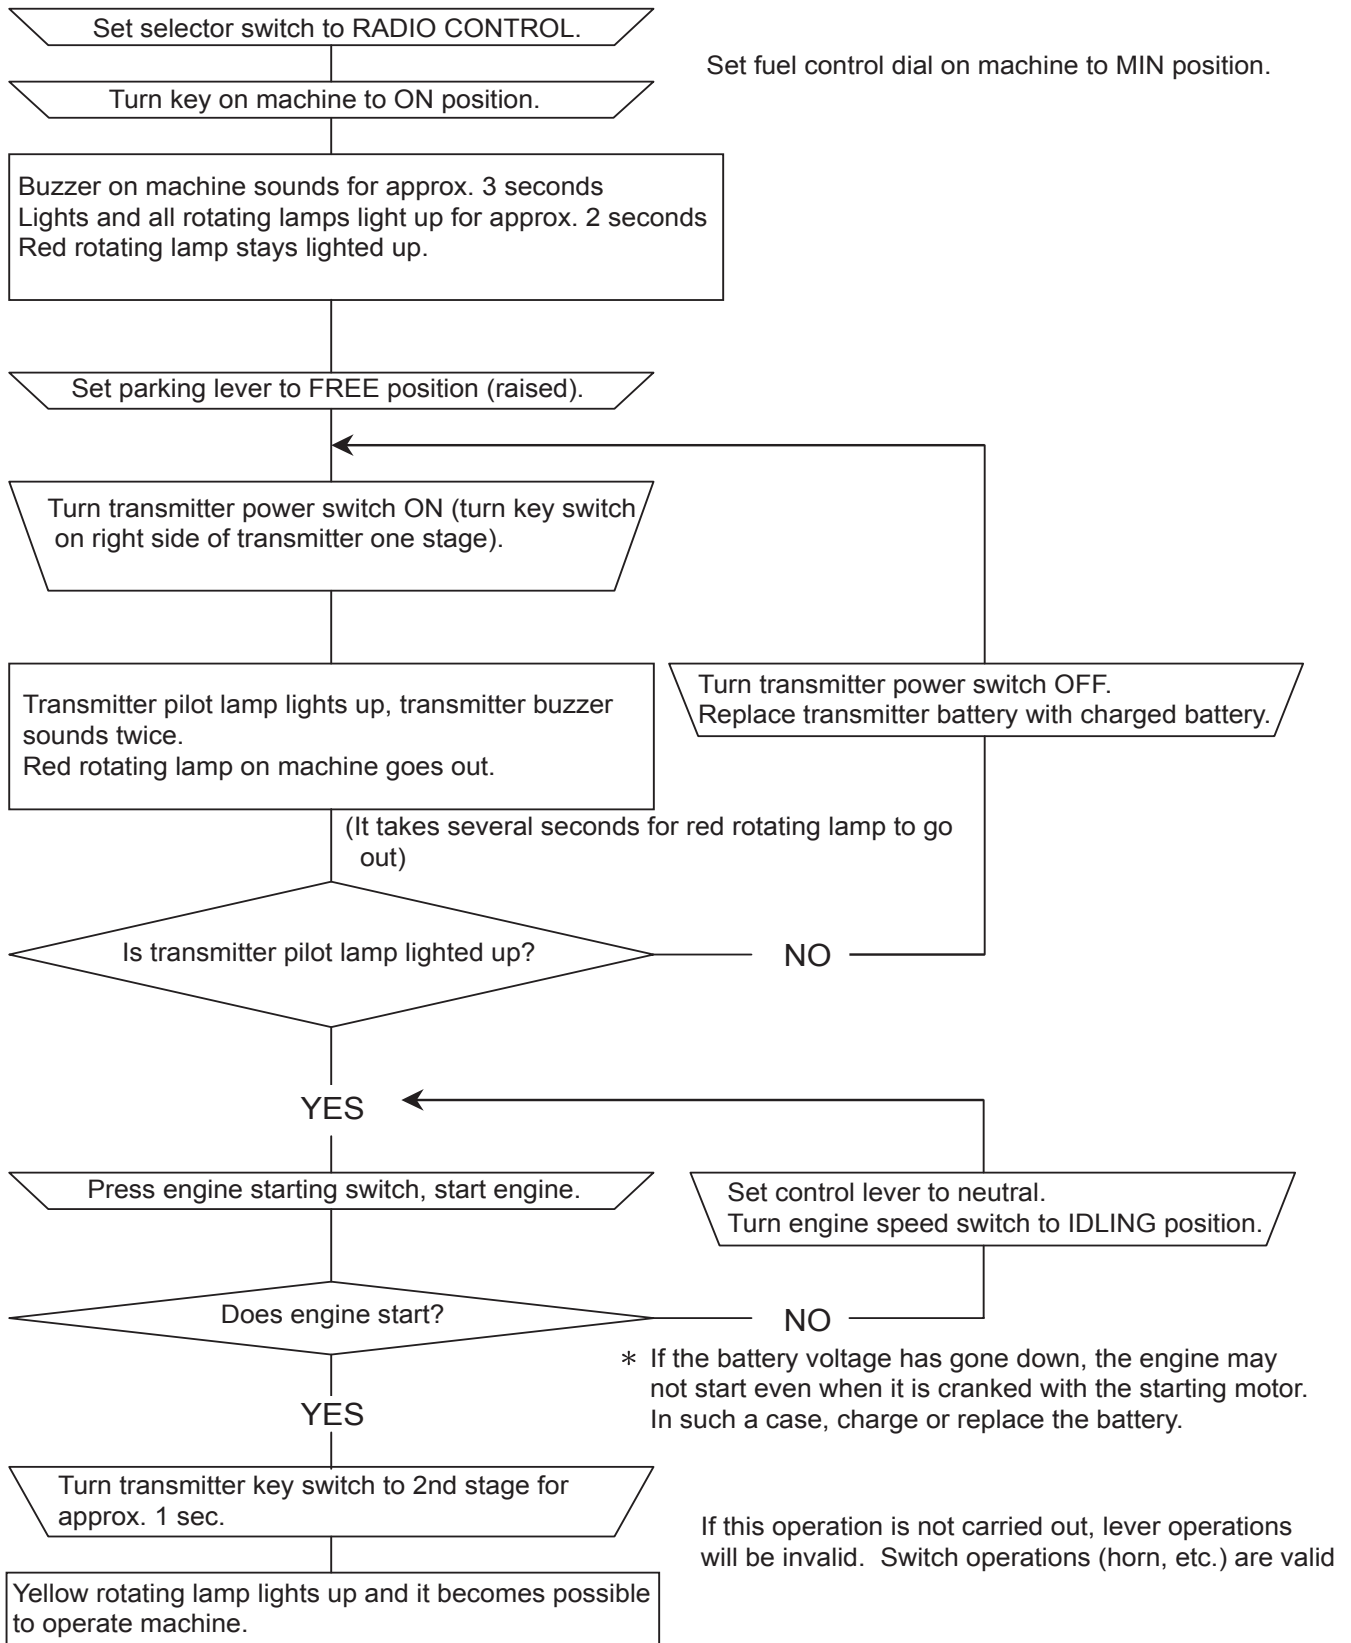 Set selector switch to RADIO CONTROL.
Set fuel control dial on machine to MIN position.
Turn key on machine to ON position.
Buzzer on machine sounds for approx. 3 seconds
Lights and all rotating lamps light up for approx. 2 seconds
Red rotating lamp stays lighted up.
Set parking lever to FREE position (raised).
Turn transmitter power switch ON (turn key switch
on right side of transmitter one stage).
Transmitter pilot lamp lights up, transmitter buzzer
sounds twice.
Red rotating lamp on machine goes out.
Turn transmitter power switch OFF.
Replace transmitter battery with charged battery.
(It takes several seconds for red rotating lamp to go
out)
Is transmitter pilot lamp lighted up?
NO
YES
Press engine starting switch, start engine.
Set control lever to neutral.
Turn engine speed switch to IDLING position.
Does engine start?
NO
* If the battery voltage has gone down, the engine may
not start even when it is cranked with the starting motor.
In such a case, charge or replace the battery.
YES
Turn transmitter key switch to 2nd stage for
approx. 1 sec.
If this operation is not carried out, lever operations
will be invalid. Switch operations (horn, etc.) are valid
Yellow rotating lamp lights up and it becomes possible
to operate machine.